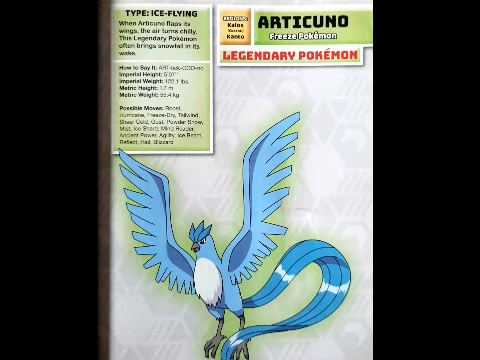 TYPE: ICE-FLYING
When Articuno flaps its
wings, the air turns chilly.
This Legendary Pokémon
often brings snowfall in its
wake.
How to Say It: ART-tick-COO-no
Imperial Height: 5'07"
Imperial Weight: 122.1 lbs.
Metric Height: 1.7 m
Metric Weight: 55.4 kg
Possible Moves: Roost,
Hurricane, Freeze-Dry, Tailwind,
Sheer Cold, Gust, Powder Snow,
Mist, Ice Shard, Mind Reader,
Ancient Power, Agility, Ice Beam,
Reflect, Hail, Blizzard
REGIONS:
Kalos
(Coastal)
Kanto
ARTICUNO
Freeze Pokémon
LEGENDARY POKÉMON